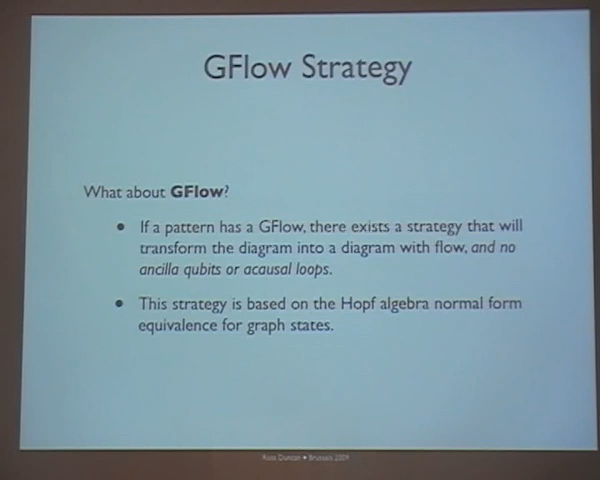 GFlow Strategy
What about GFlow?
• If a pattern has a GFlow, there exists a strategy that will
transform the diagram into a diagram with flow, and no
ancilla qubits or acausal loops.
• This strategy is based on the Hopf algebra normal form
equivalence for graph states.
Ross Duncan • Brussels 2009